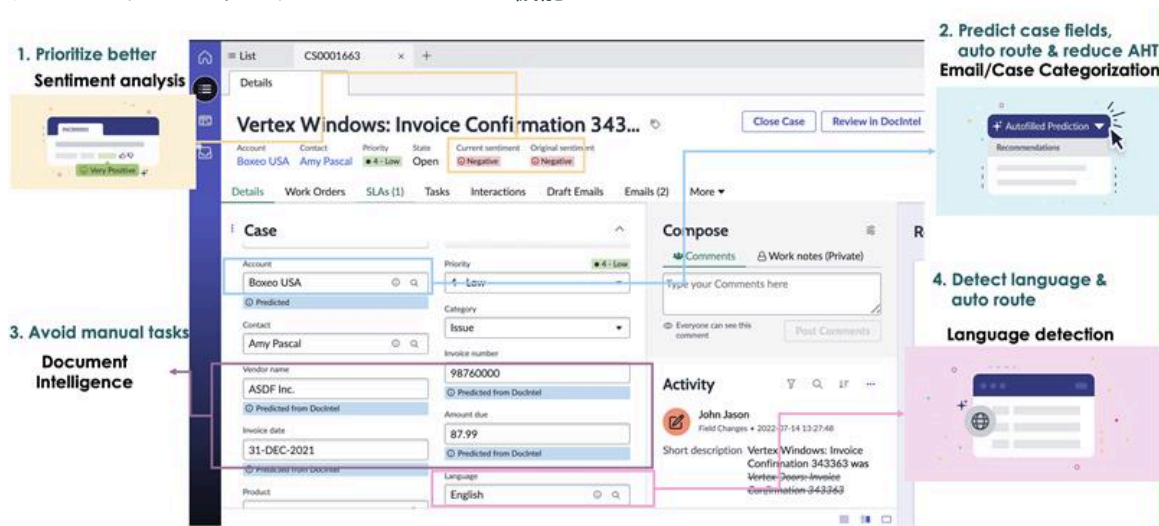 機能
1. Prioritize better
Sentiment analysis
Very Positive
2. Predict case fields,
auto route & reduce AHT
Email/Case Categorization
Autofilled Prediction
Recommendations
3. Avoid manual tasks
Document
Intelligence
4. Detect language &
auto route
Language detection
List
CS0001663
×
+
Details
Vertex Windows: Invoice Confirmation 343...
Close Case
Review in DocIntel
Account Contact Priority State Current sentiment Original sentiment
Boxeo USA Amy Pascal 4 - Low Open Negative Negative
Details Work Orders SLAs (1) Tasks Interactions Draft Emails Emails (2) More
Case
Account
Boxeo USA
Predicted
Contact
Amy Pascal
Vendor name
ASDF Inc.
Predicted from DocIntel
Invoice date
31-DEC-2021
Predicted from DocIntel
Product
Priority
4 - Low
4 - Low
Category
Issue
Invoice number
98760000
Predicted from DocIntel
Amount due
87.99
Predicted from DocIntel
Language
English
Compose
Comments
Work notes (Private)
Type your Comments here
Everyone can see this
comment
Post Comments
Activity
John Jason
Field Changes • 2022-07-14 13:27:48
Short description Vertex Windows: Invoice
Confirmation 343363 was
Vertex Doors: Invoice
Confirmation 343363
R